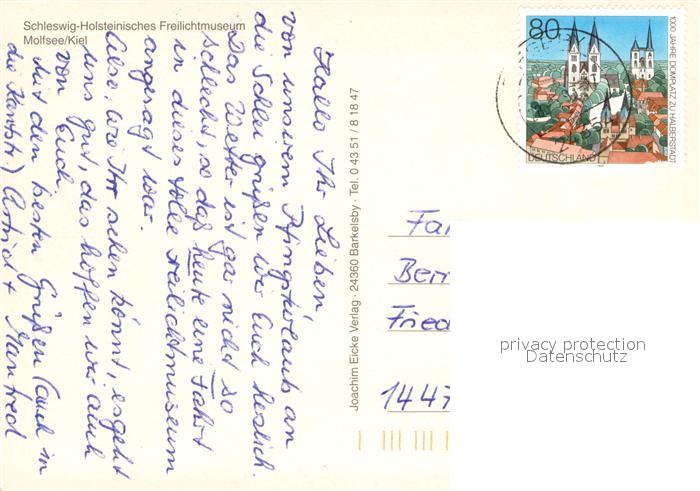 Schleswig-Holsteinisches Freilichtmuseum
Molfsee/Kiel
Hallo Ihr Lieben,
von unserem Pfingsturlaub an
die Schlei grüßen wir Euch herzlich.
Das Wetter ist gar nicht so
schlecht, so daß heute eine Fahrt
in dieses tolle Freilichtmuseum
angesagt war.
Also, wie Ihr sehen könnt, es geht
uns gut, das hoffen wir auch
von Euch.
Mit den besten Grüßen (auch in
die Kantstr.) Astrid + Manfred
Joachim Eicke Verlag · 24360 Barkelsby · Tel. 0 43 51 / 8 18 47
80
1000 JAHRE DOMPLATZ ZU HALBERSTADT
DEUTSCHLAND
Fa
Ber
Fried
1447
privacy protection
Datenschutz